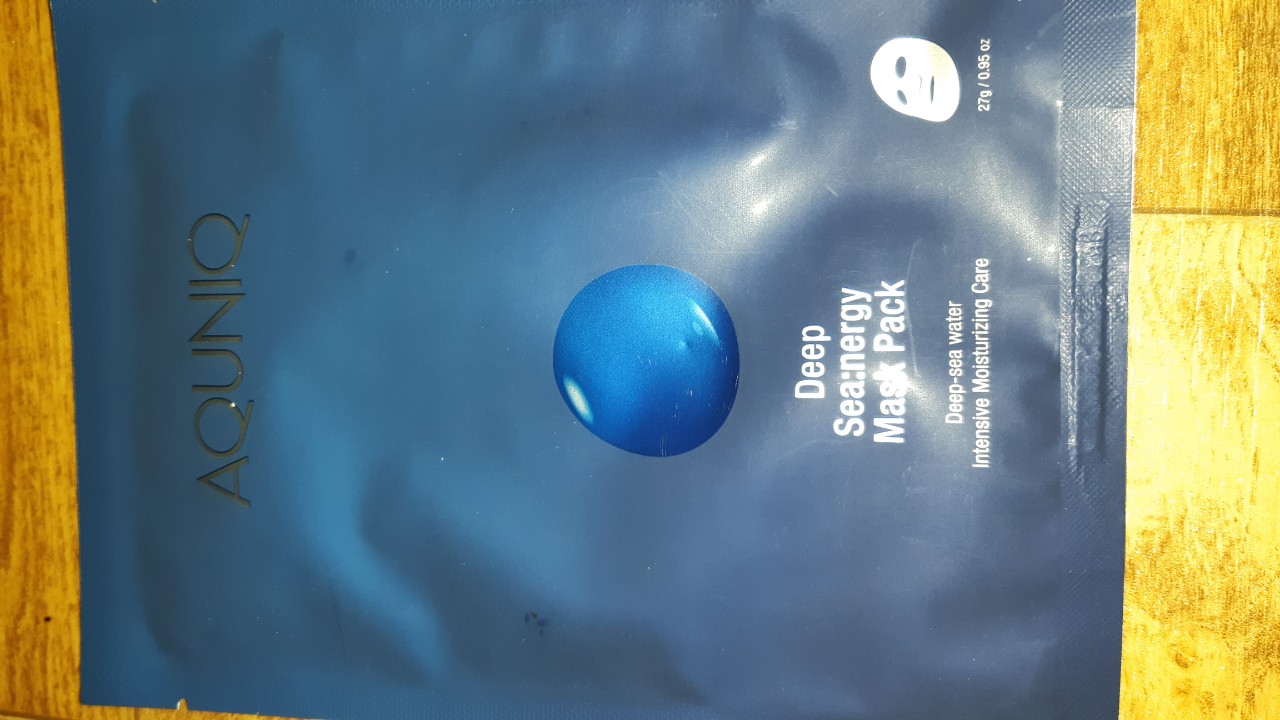 AQUNIQ
Deep
Sea:nergy
Mask Pack
Deep-sea water
Intensive Moisturizing Care
27g / 0.95 oz